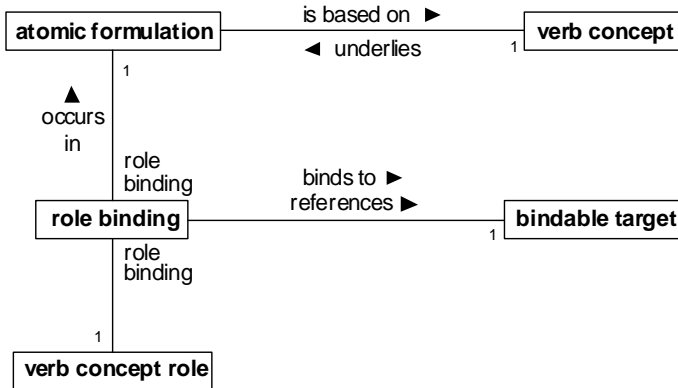 is based on ►
atomic formulation
verb concept
◄ underlies
1
1
▲
occurs
in
role
binding
binds to ►
references ►
role binding
bindable target
1
role
binding
1
verb concept role